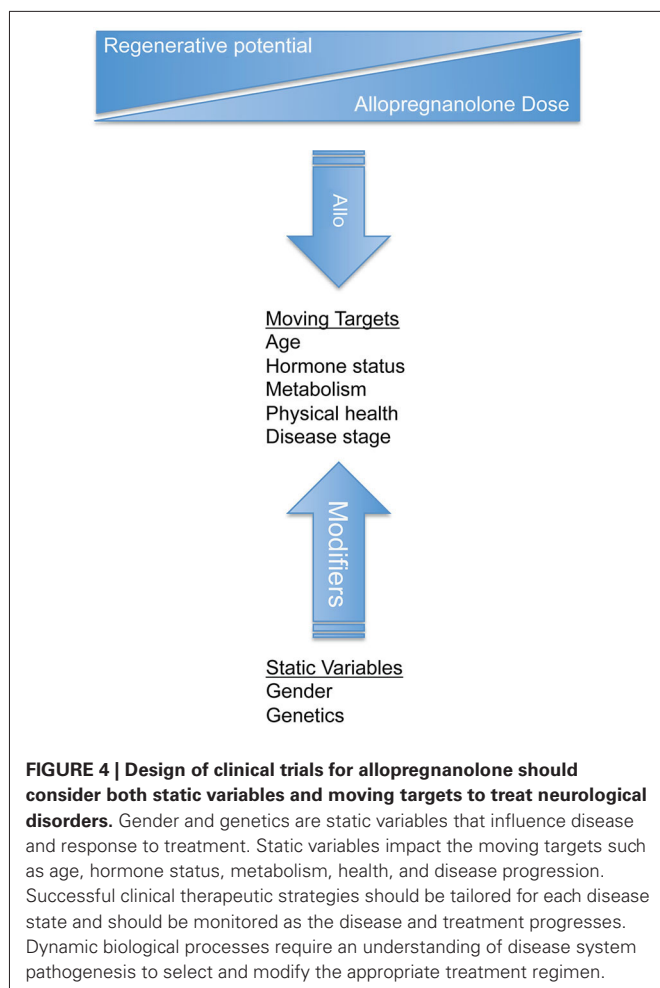 Regenerative potential
Allopregnanolone Dose
Allo
Moving Targets
Age
Hormone status
Metabolism
Physical health
Disease stage
Modifiers
Static Variables
Gender
Genetics
FIGURE 4 | Design of clinical trials for allopregnanolone should
consider both static variables and moving targets to treat neurological
disorders. Gender and genetics are static variables that influence disease
and response to treatment. Static variables impact the moving targets such
as age, hormone status, metabolism, health, and disease progression.
Successful clinical therapeutic strategies should be tailored for each disease
state and should be monitored as the disease and treatment progresses.
Dynamic biological processes require an understanding of disease system
pathogenesis to select and modify the appropriate treatment regimen.